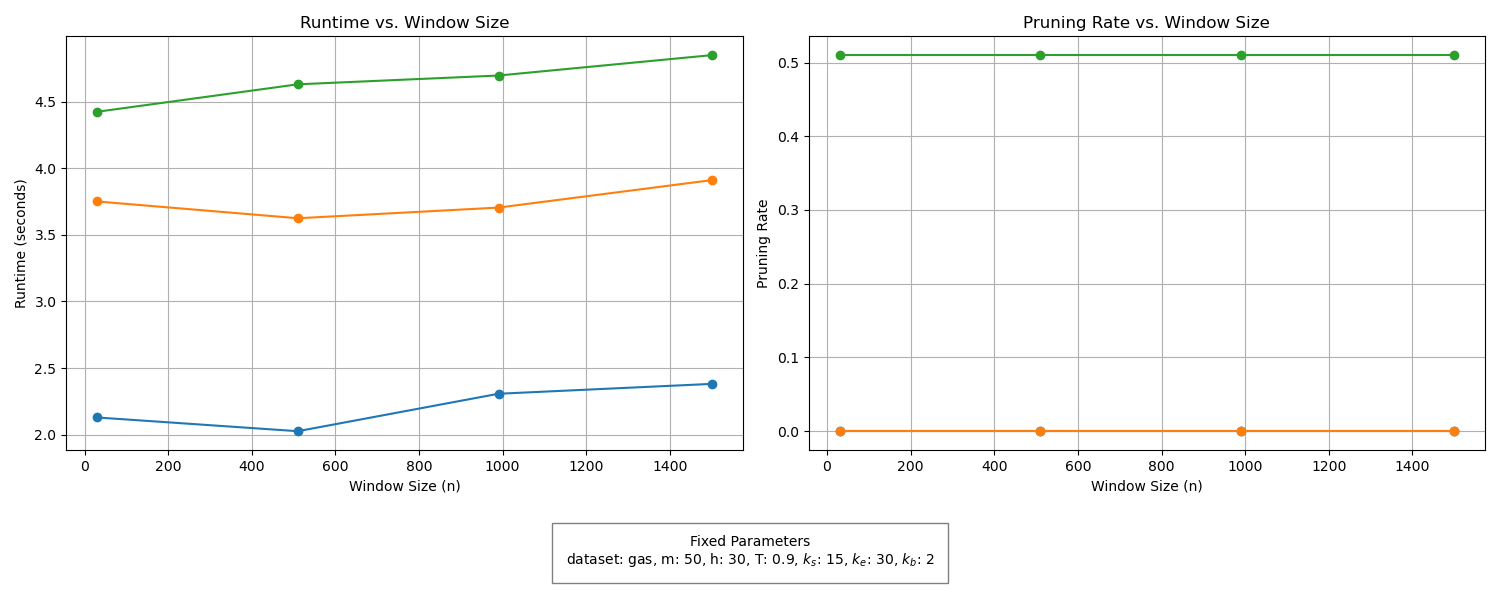 Runtime vs. Window Size
Runtime (seconds)
4.5
4.0
3.5
3.0
2.5
2.0
0 200 400 600 800 1000 1200 1400
Window Size (n)
Pruning Rate vs. Window Size
Pruning Rate
0.5
0.4
0.3
0.2
0.1
0.0
0 200 400 600 800 1000 1200 1400
Window Size (n)
Fixed Parameters
dataset: gas, m: 50, h: 30, T: 0.9, k_s: 15, k_e: 30, k_b: 2